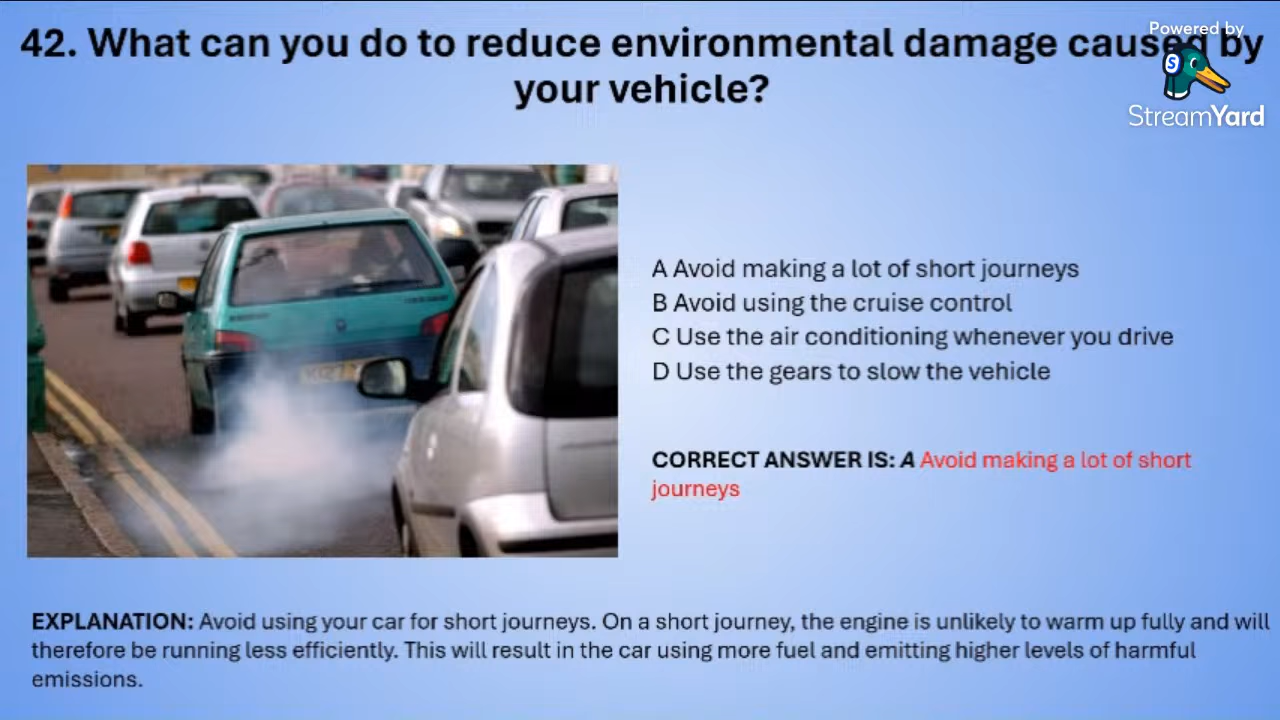 42. What can you do to reduce environmental damage caused by
your vehicle?
Powered by
StreamYard
A Avoid making a lot of short journeys
B Avoid using the cruise control
C Use the air conditioning whenever you drive
D Use the gears to slow the vehicle
CORRECT ANSWER IS: A Avoid making a lot of short
journeys
EXPLANATION: Avoid using your car for short journeys. On a short journey, the engine is unlikely to warm up fully and will
therefore be running less efficiently. This will result in the car using more fuel and emitting higher levels of harmful
emissions.